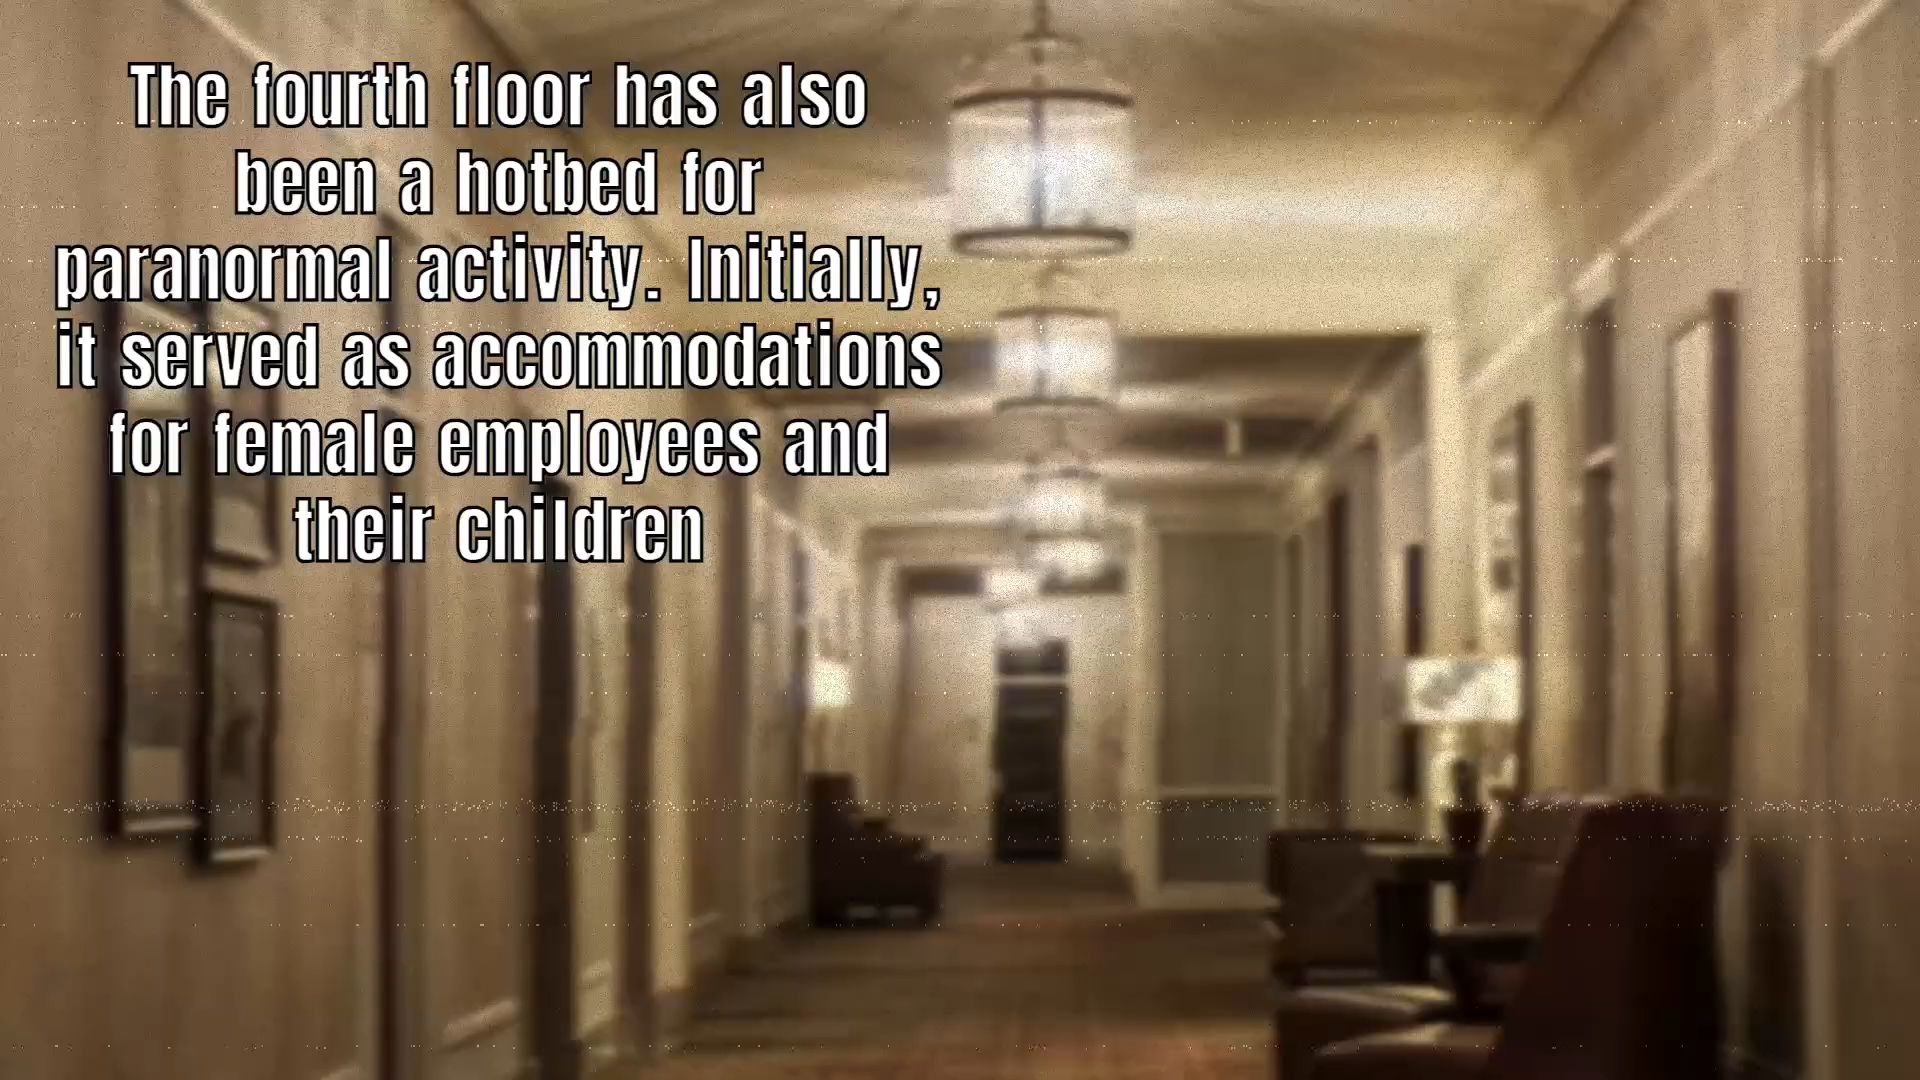 The fourth floor has also
been a hotbed for
paranormal activity. Initially,
it served as accommodations
for female employees and
their children